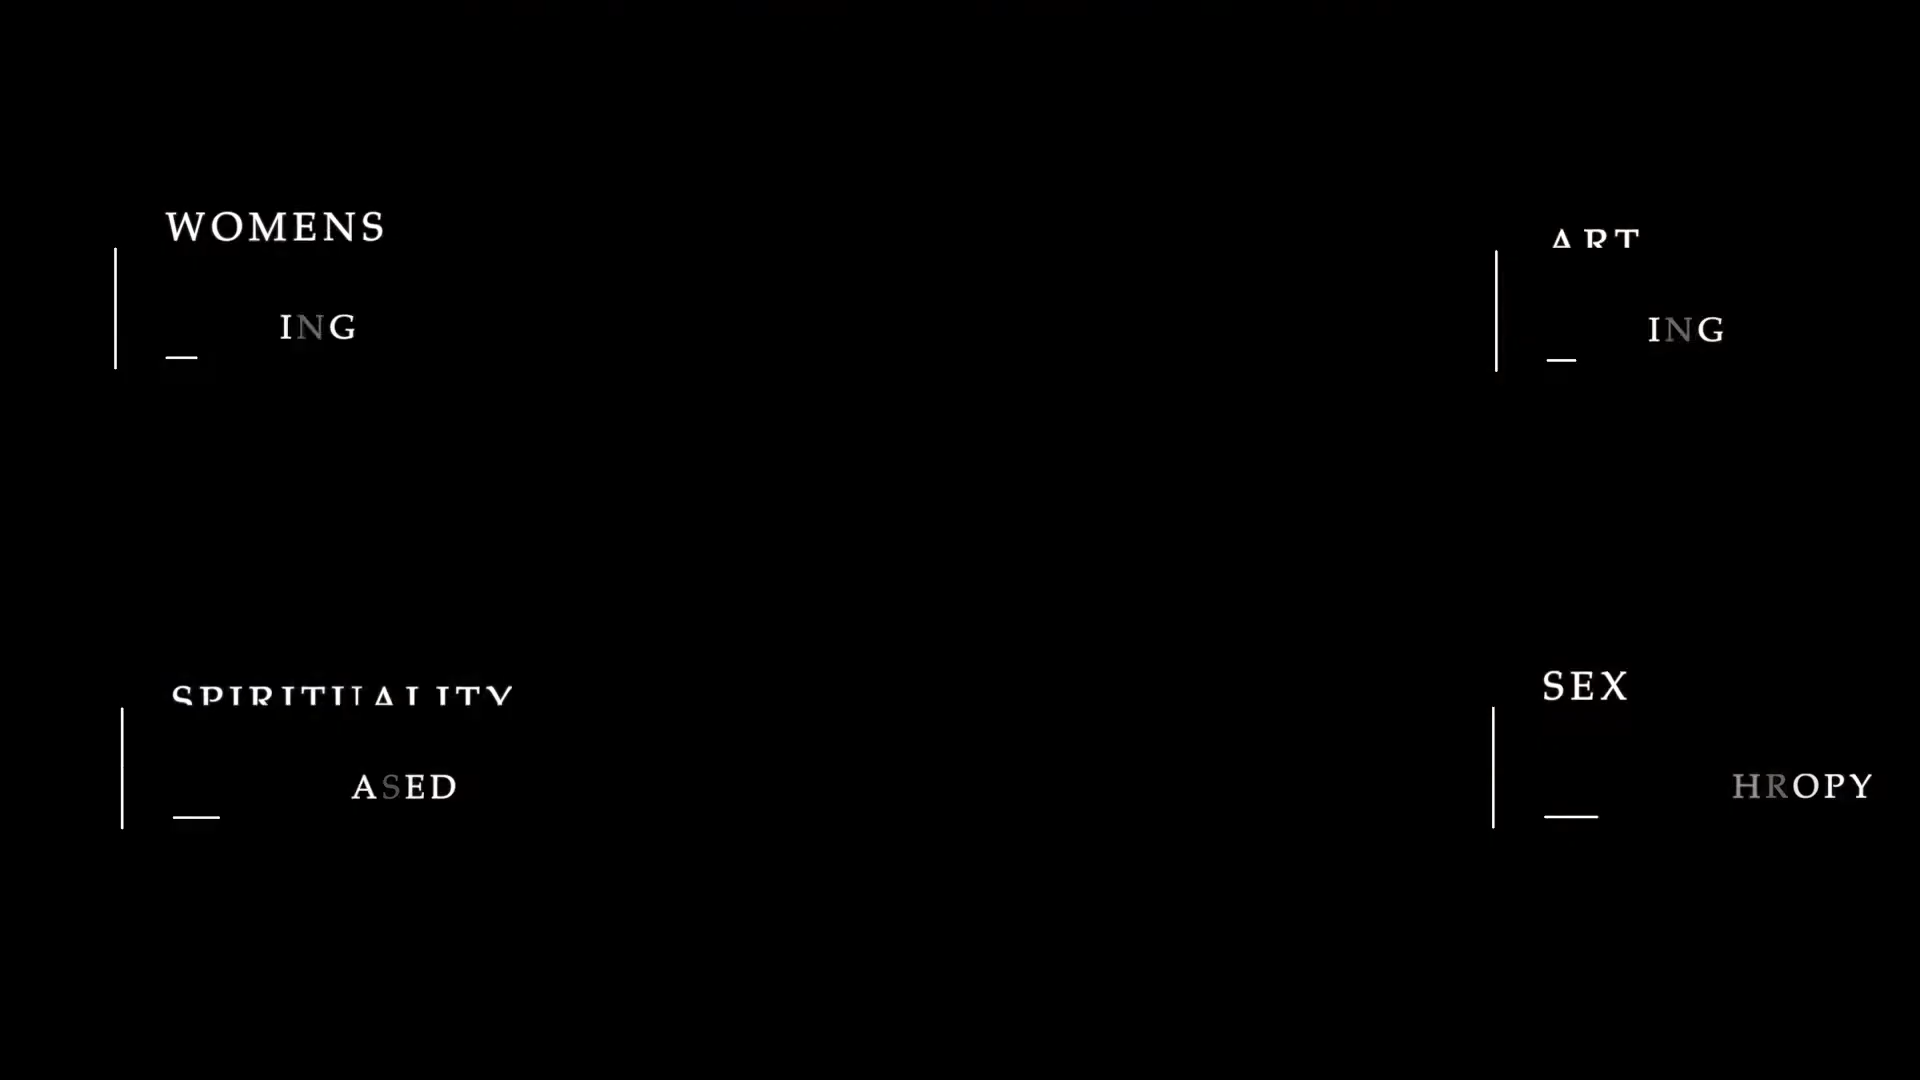 WOMENS
ART
ING
ING
SPIRITUALITY
SEX
ASED
HROPY